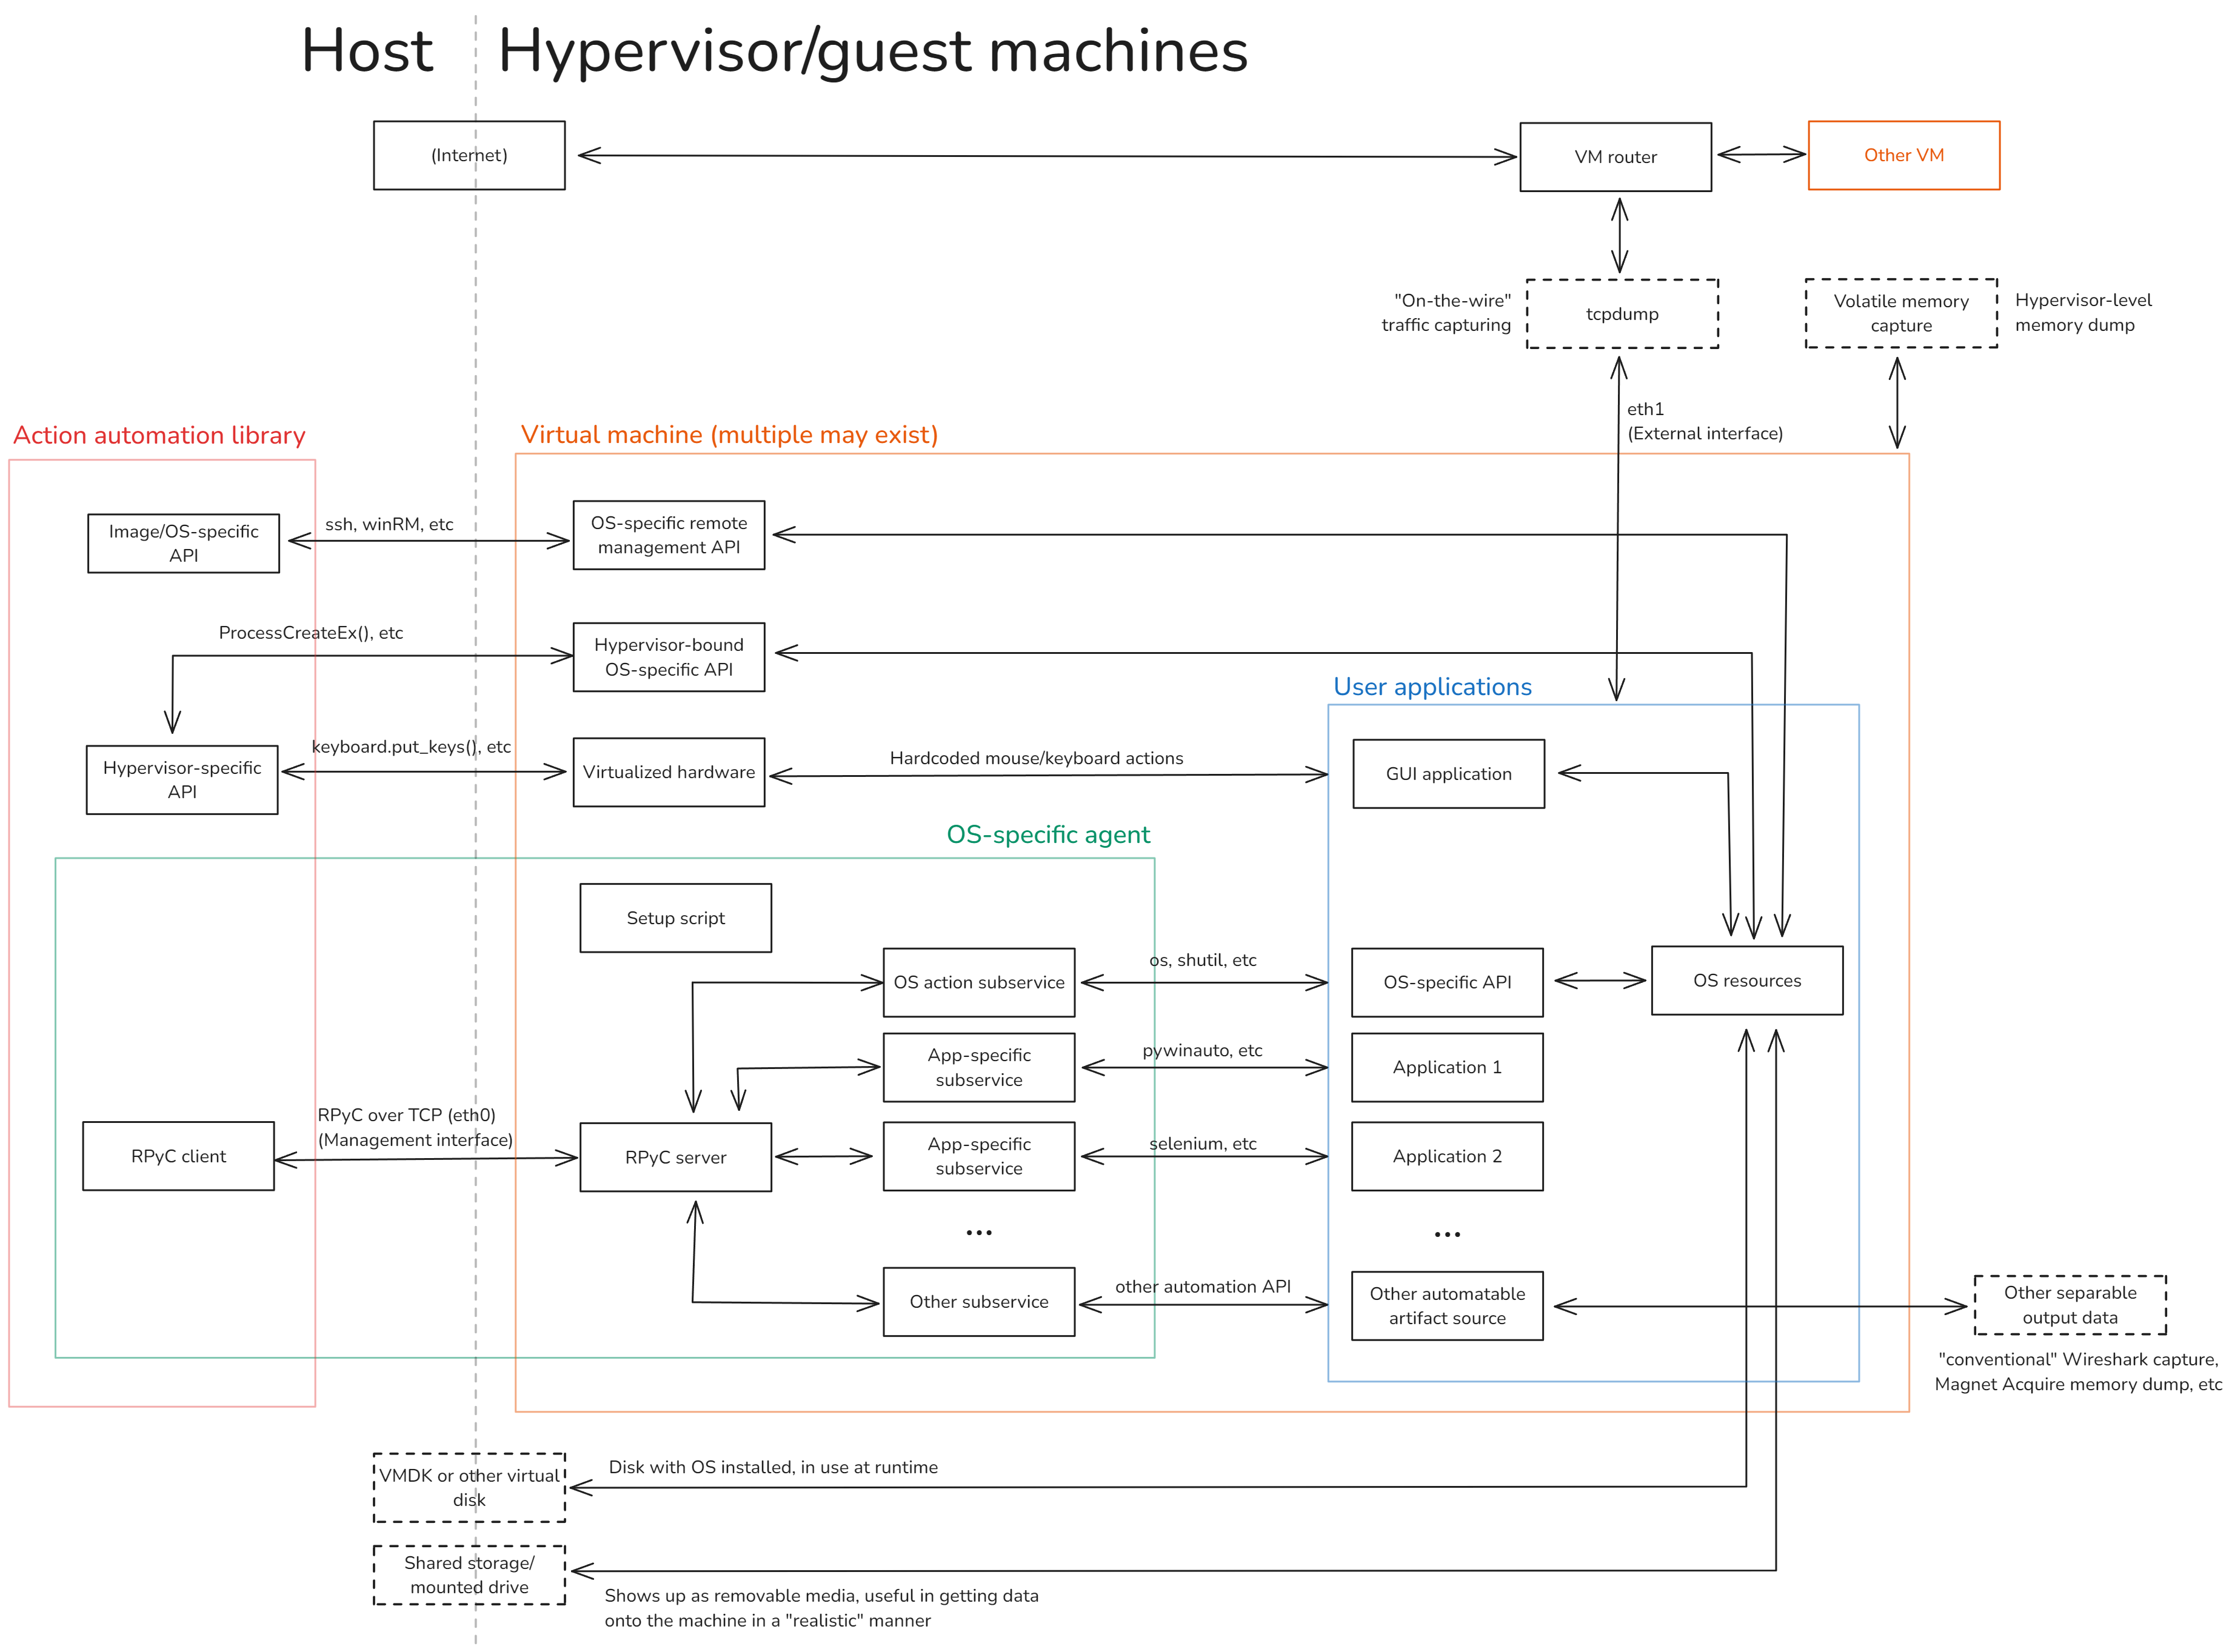 Host
Hypervisor/guest machines
(Internet)
VM router
Other VM
"On-the-wire"
traffic capturing
tcpdump
Volatile memory
capture
Hypervisor-level
memory dump
eth1
(External interface)
Action automation library
Virtual machine (multiple may exist)
Image/OS-specific
API
ssh, winRM, etc
OS-specific remote
management API
ProcessCreateEx(), etc
Hypervisor-bound
OS-specific API
User applications
Hypervisor-specific
API
keyboard.put_keys(), etc
Virtualized hardware
Hardcoded mouse/keyboard actions
GUI application
OS-specific agent
Setup script
OS action subservice
os, shutil, etc
OS-specific API
OS resources
App-specific
subservice
pywinauto, etc
Application 1
RPyC client
RPyC over TCP (eth0)
(Management interface)
RPyC server
App-specific
subservice
selenium, etc
Application 2
...
...
Other subservice
other automation API
Other automatable
artifact source
Other separable
output data
"conventional" Wireshark capture,
Magnet Acquire memory dump, etc
VMDK or other virtual
disk
Disk with OS installed, in use at runtime
Shared storage/
mounted drive
Shows up as removable media, useful in getting data
onto the machine in a "realistic" manner